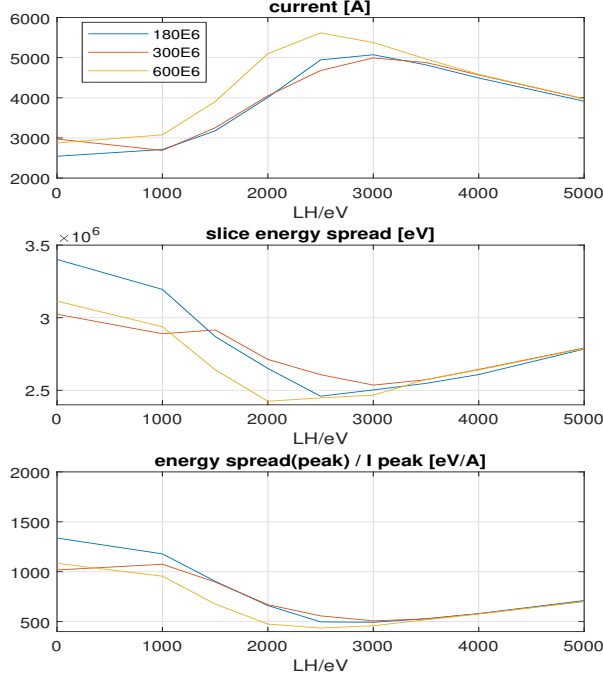 current [A]
6000
5000
4000
3000
2000
180E6
300E6
600E6
0 1000 2000 3000 4000 5000
LH/eV
×10^6
slice energy spread [eV]
3.5
3
2.5
0 1000 2000 3000 4000 5000
LH/eV
energy spread(peak) / I peak [eV/A]
2000
1500
1000
500
0 1000 2000 3000 4000 5000
LH/eV